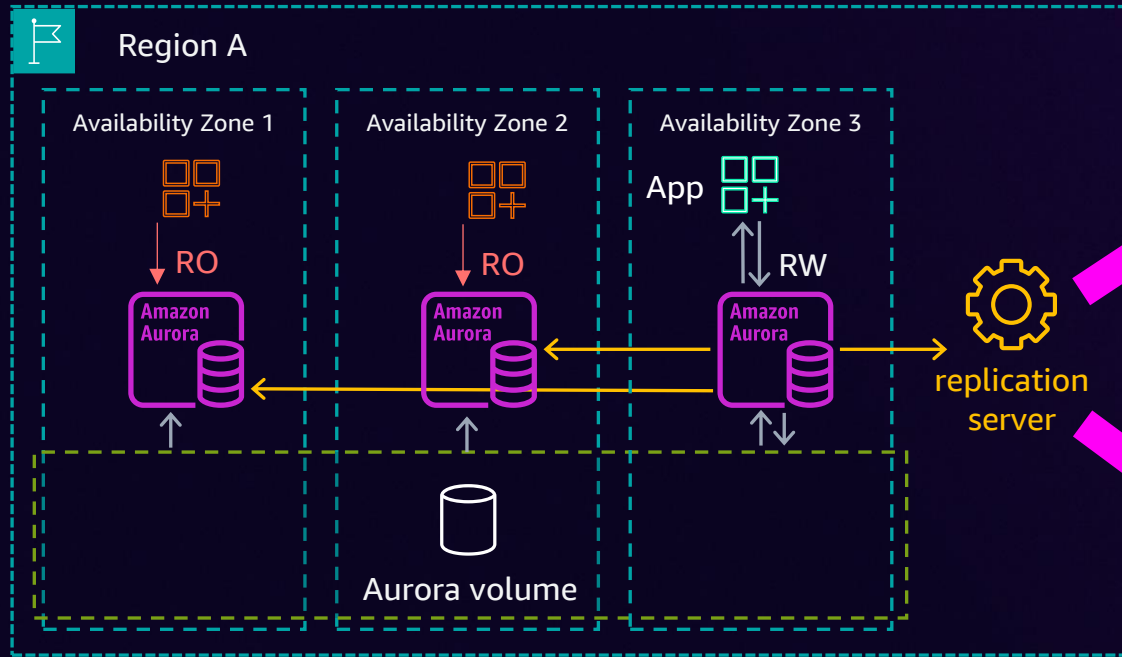 Region A
Availability Zone 1
Availability Zone 2
Availability Zone 3
App
RO
RO
RW
Amazon
Aurora
Amazon
Aurora
Amazon
Aurora
replication
server
Aurora volume